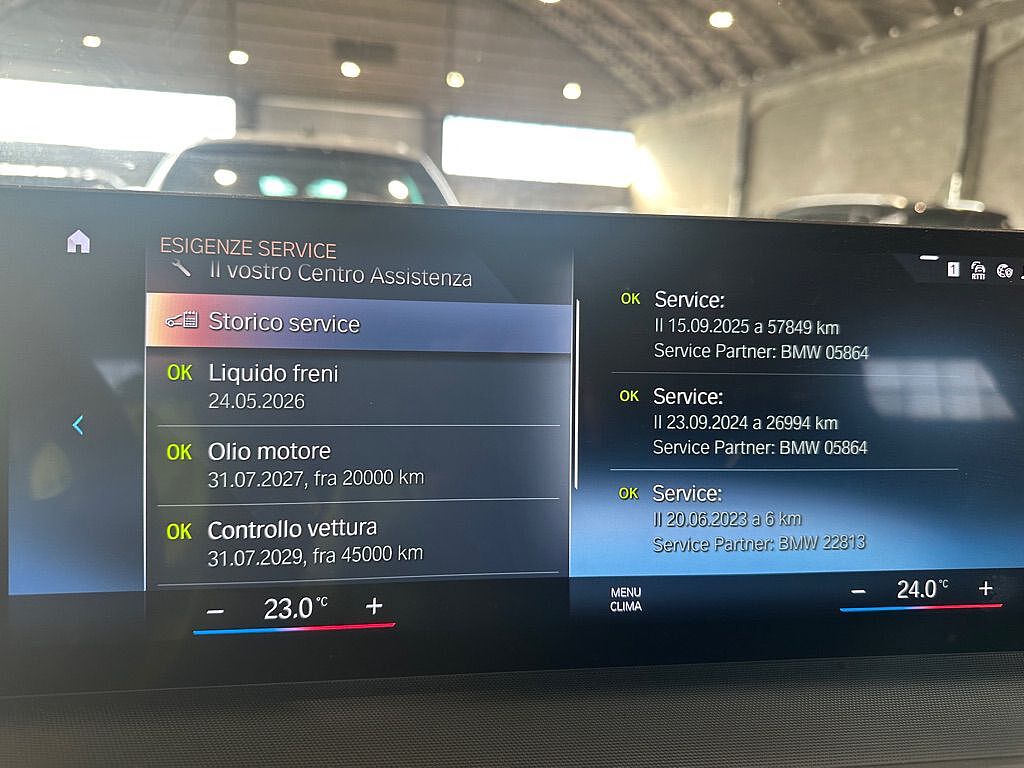 ESIGENZE SERVICE
Il vostro Centro Assistenza
Storico service
OK Liquido freni
24.05.2026
OK Olio motore
31.07.2027, fra 20000 km
OK Controllo vettura
31.07.2029, fra 45000 km
1 RTTI
OK Service:
Il 15.09.2025 a 57849 km
Service Partner: BMW 05864
OK Service:
Il 23.09.2024 a 26994 km
Service Partner: BMW 05864
OK Service:
Il 20.06.2023 a 6 km
Service Partner: BMW 22813
– 23.0 °C +
MENU
CLIMA
– 24.0 °C +